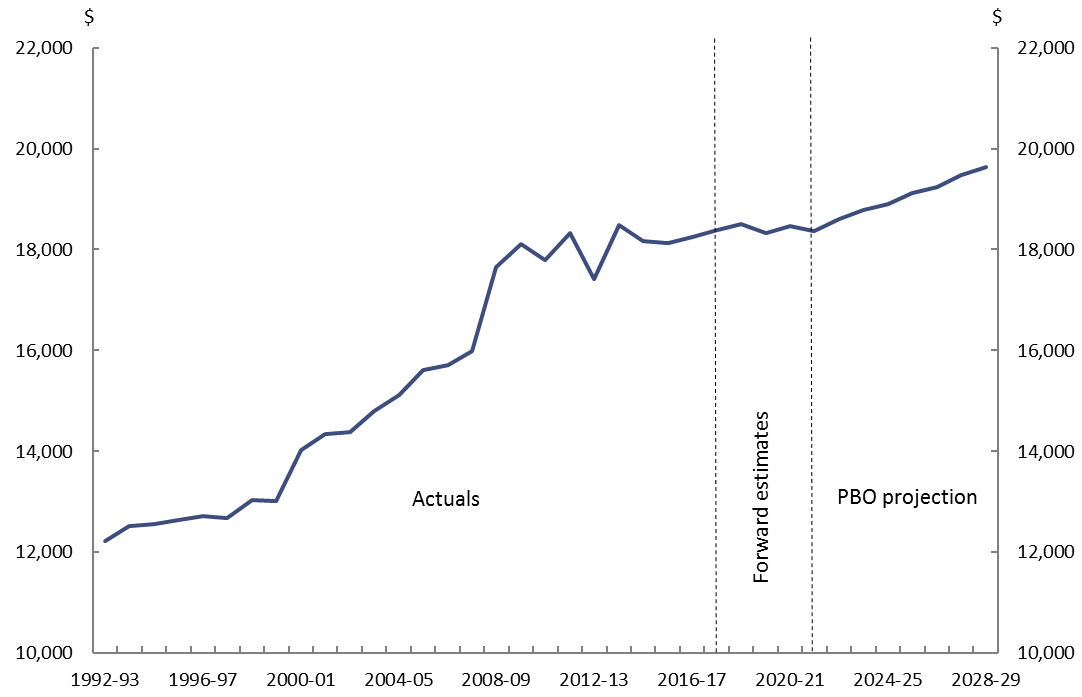 $ $
22,000 22,000
20,000 20,000
18,000 18,000
16,000 16,000
14,000 14,000
12,000 12,000
10,000 10,000
Actuals
Forward estimates
PBO projection
1992-93 1996-97 2000-01 2004-05 2008-09 2012-13 2016-17 2020-21 2024-25 2028-29